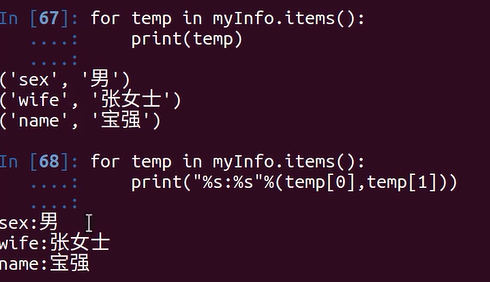 In [67]: for temp in myInfo.items():
   ....:     print(temp)
   ....:
('sex', '男')
('wife', '张女士')
('name', '宝强')
In [68]: for temp in myInfo.items():
   ....:     print("%s:%s"%(temp[0],temp[1]))
   ....:
sex:男
wife:张女士
name:宝强